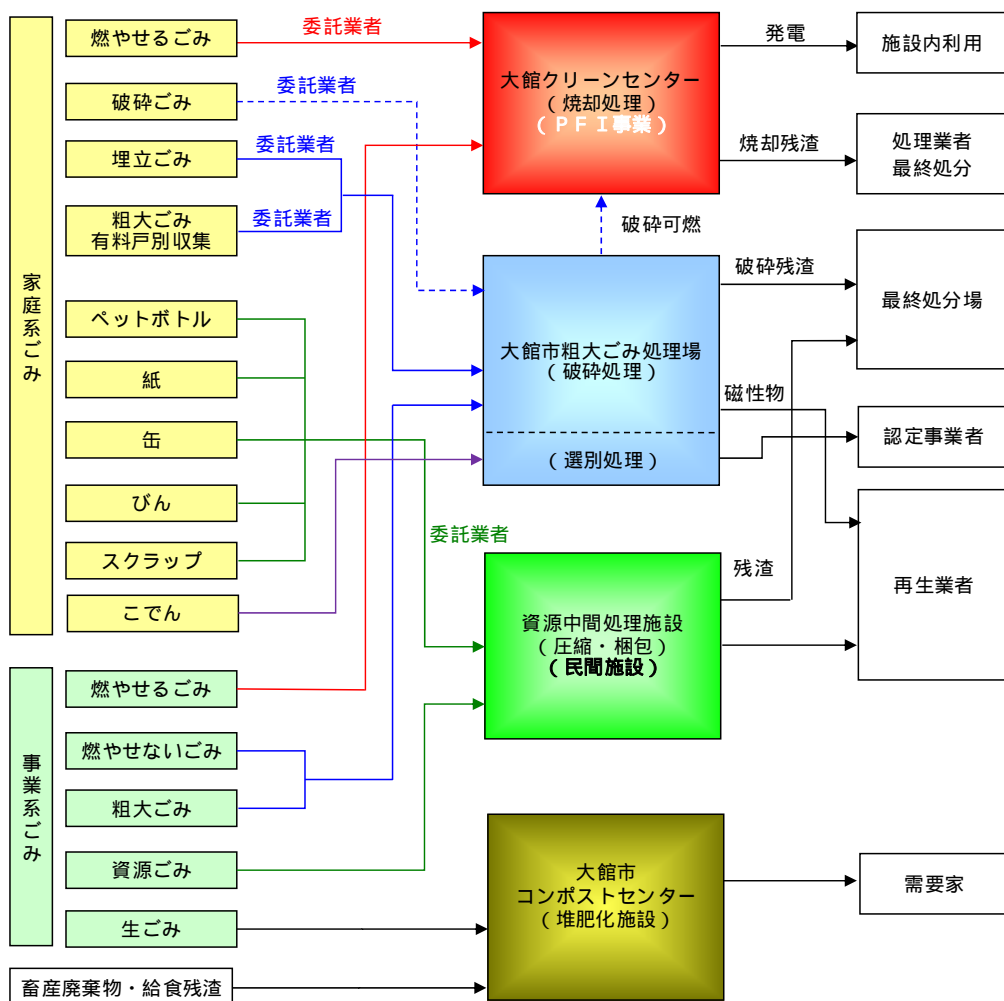 燃やせるごみ
委託業者
破砕ごみ
委託業者
埋立ごみ
委託業者
粗大ごみ
有料戸別収集
委託業者
家庭系ごみ
ペットボトル
紙
缶
びん
スクラップ
こでん
委託業者
事業系ごみ
燃やせるごみ
燃やせないごみ
粗大ごみ
資源ごみ
生ごみ
畜産廃棄物・給食残渣
大館クリーンセンター
(焼却処理)
(PFI事業)
破砕可燃
大館市粗大ごみ処理場
(破砕処理)
(選別処理)
資源中間処理施設
(圧縮・梱包)
(民間施設)
大館市
コンポストセンター
(堆肥化施設)
発電
施設内利用
焼却残渣
処理業者
最終処分
破砕残渣
最終処分場
磁性物
認定事業者
残渣
再生業者
需要家